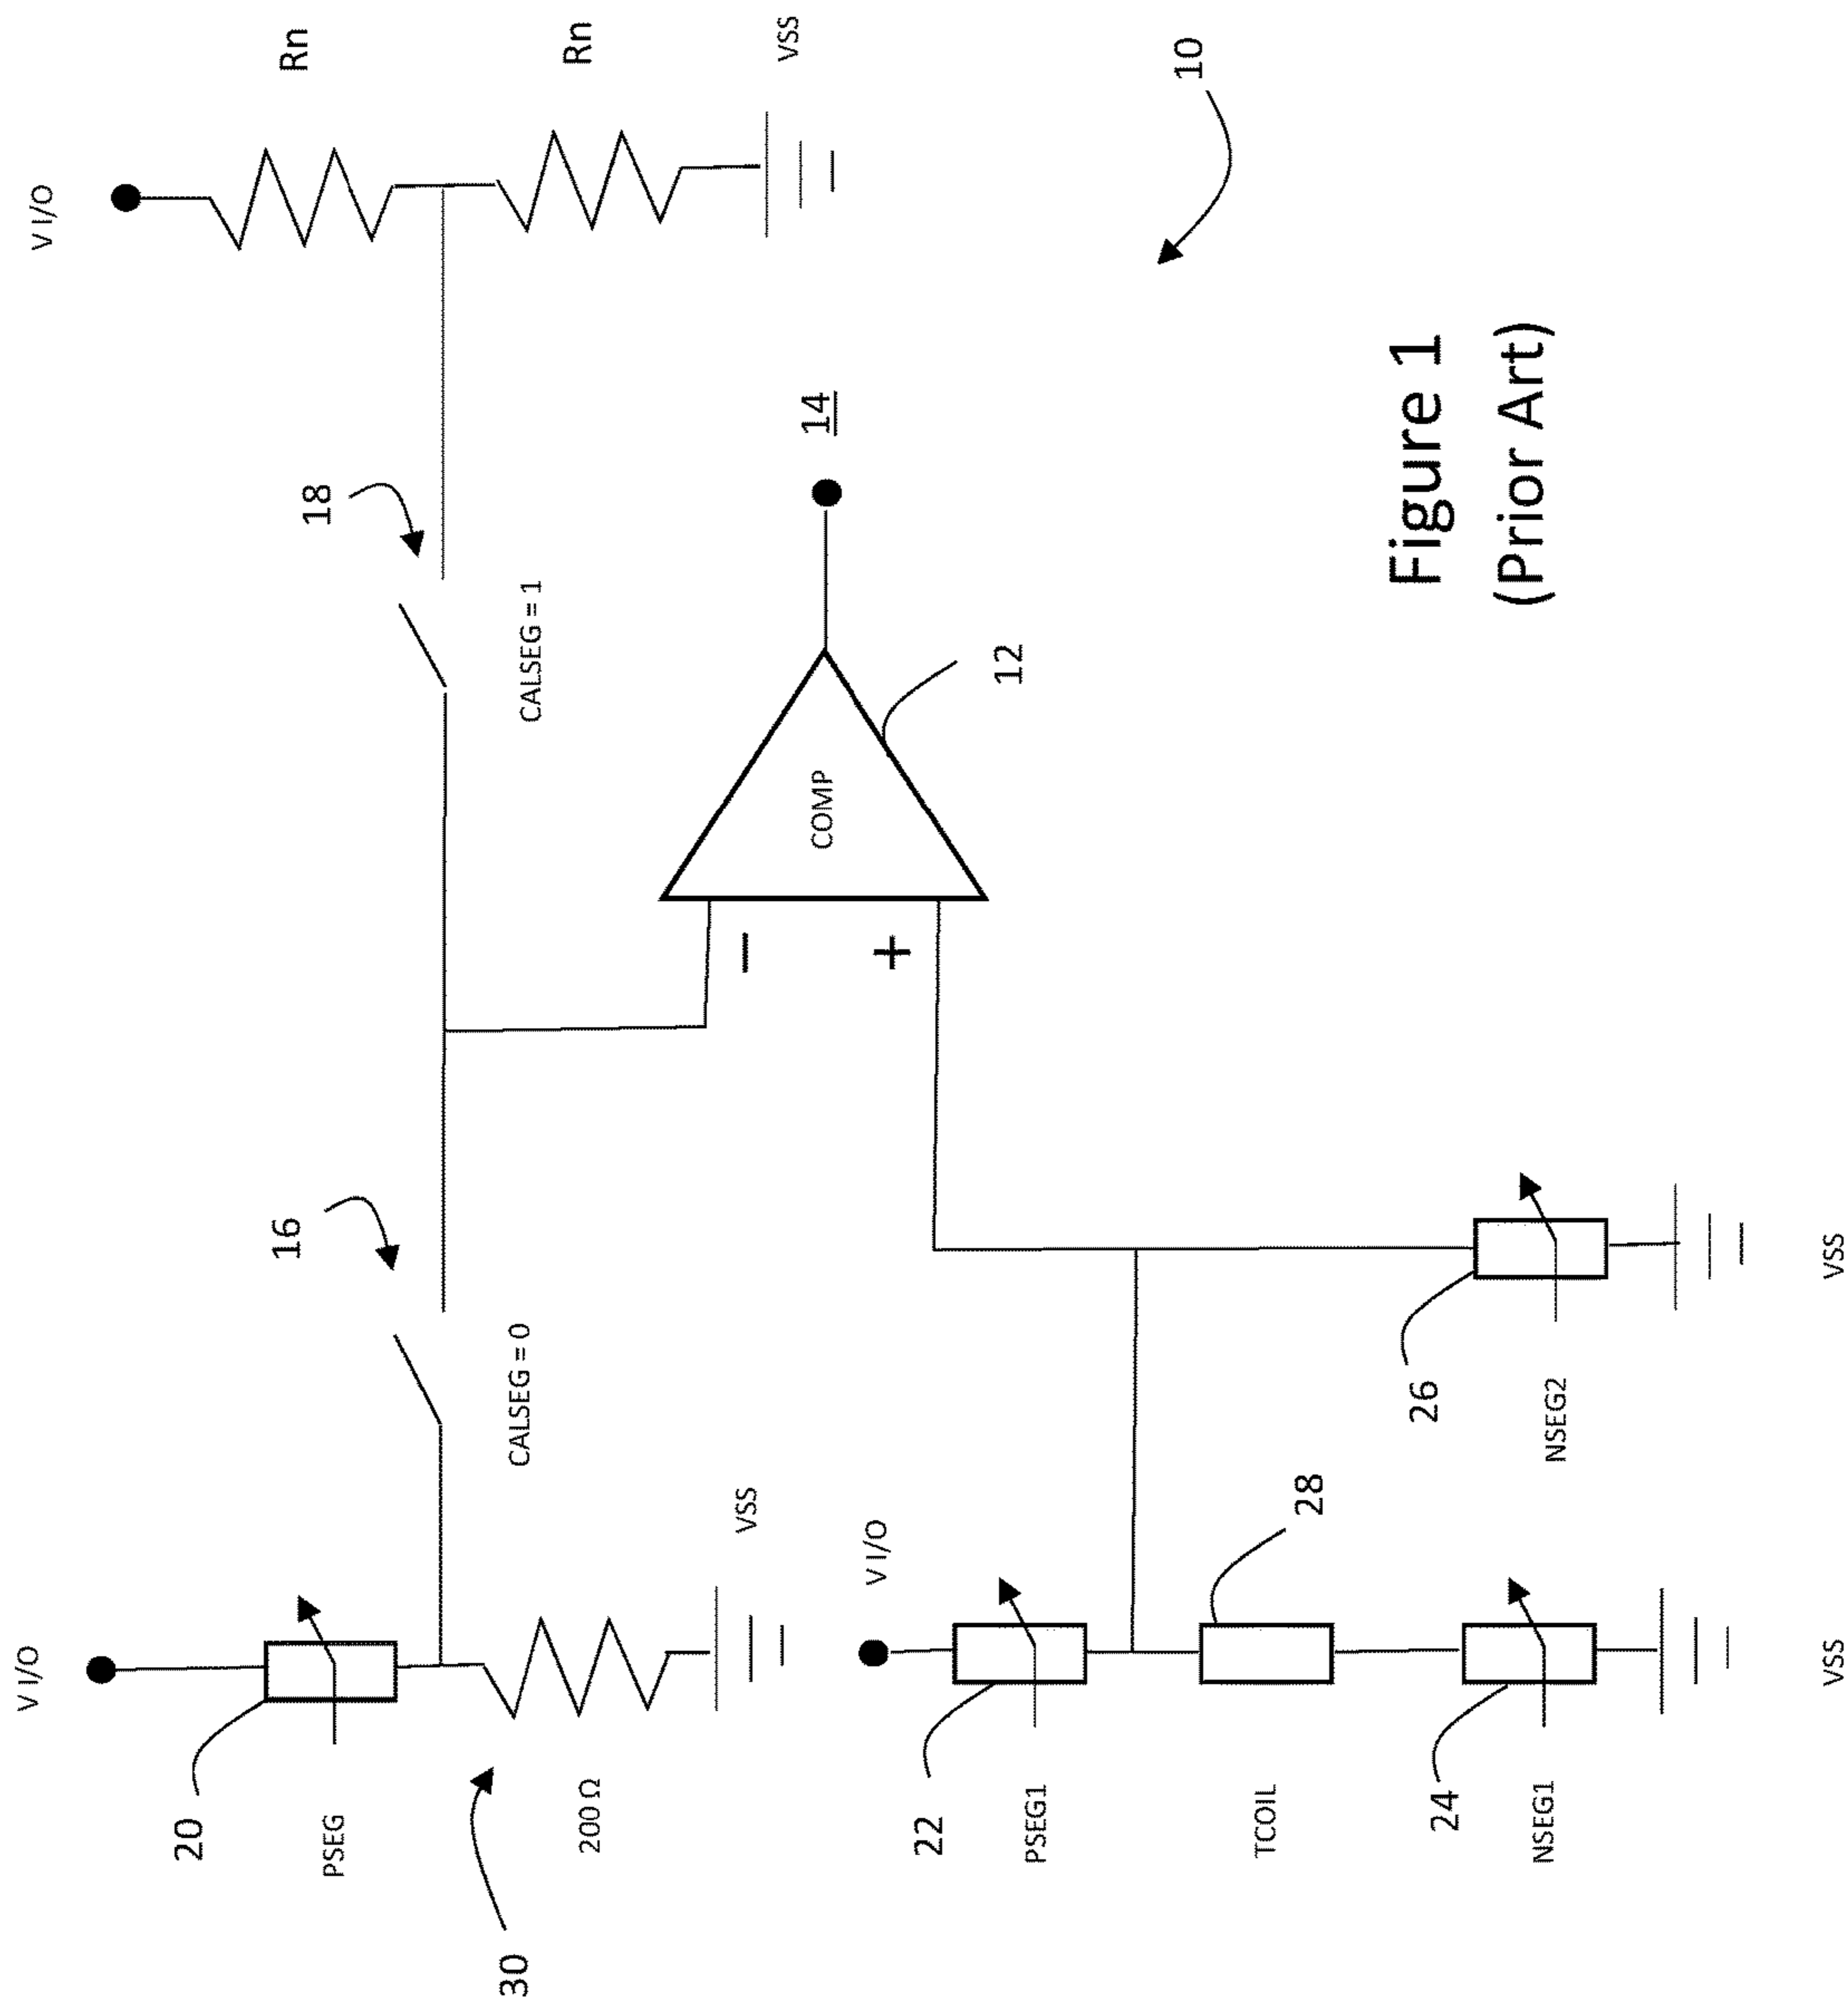 V I/O
Rn
Rn
VSS
18
CALSEG = 1
16
CALSEG = 0
V I/O
20
PSEG
30
200 Ω
VSS
14
COMP
12
−
+
V I/O
22
PSEG1
28
TCOIL
24
NSEG1
VSS
26
NSEG2
VSS
10
Figure 1
(Prior Art)